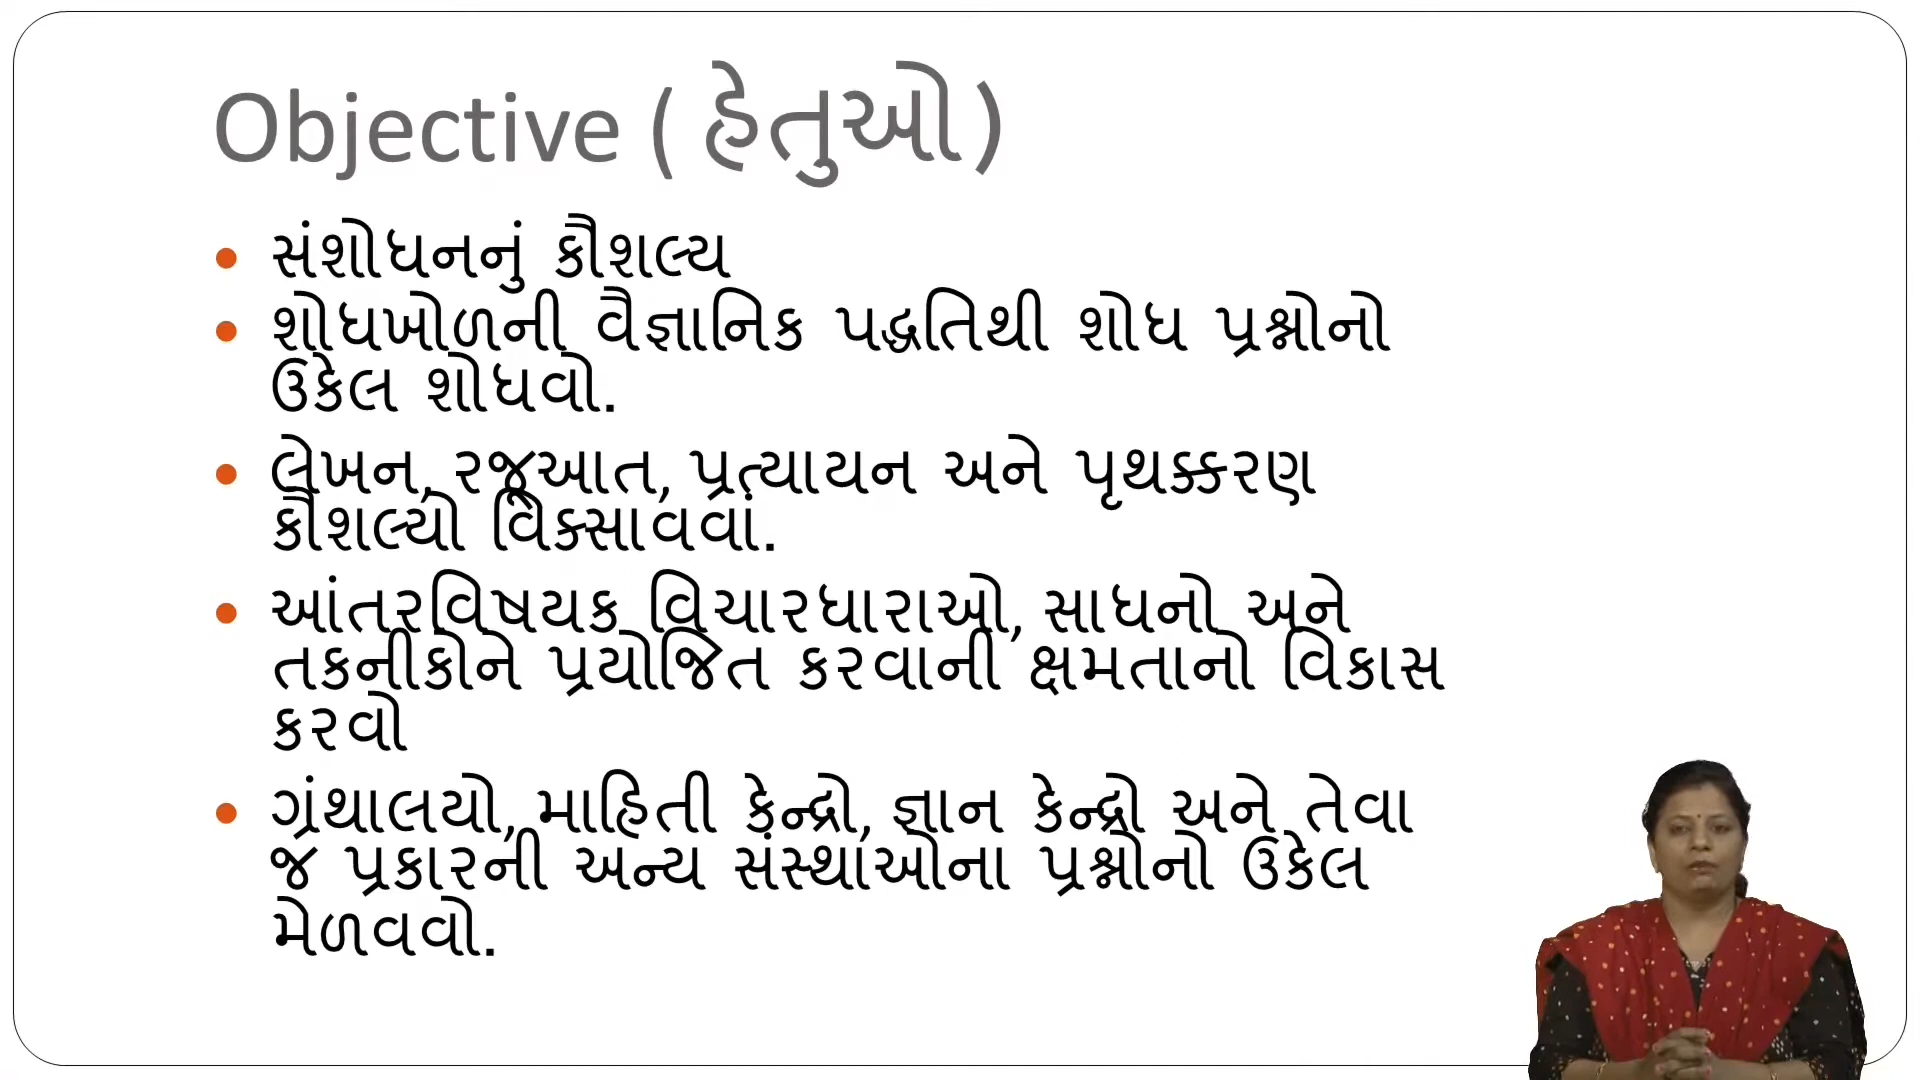 Objective ( હેતુઓ)
• સંશોધનનું કૌશલ્ય
• શોધખોળની વૈજ્ઞાનિક પદ્ધતિથી શોધ પ્રશ્નોનો
ઉકેલ શોધવો.
• લેખન, રજૂઆત, પ્રત્યાયન અને પૃથક્કરણ
કૌશલ્યો વિક્સાવવાં.
• આંતરવિષયક વિચારધારાઓ, સાધનો અને
તકનીકોને પ્રયોજિત કરવાની ક્ષમતાનો વિકાસ
કરવો
• ગ્રંથાલયો, માહિતી કેન્દ્રો, જ્ઞાન કેન્દ્રો અને તેવા
જ પ્રકારની અન્ય સંસ્થાઓના પ્રશ્નોનો ઉકેલ
મેળવવો.